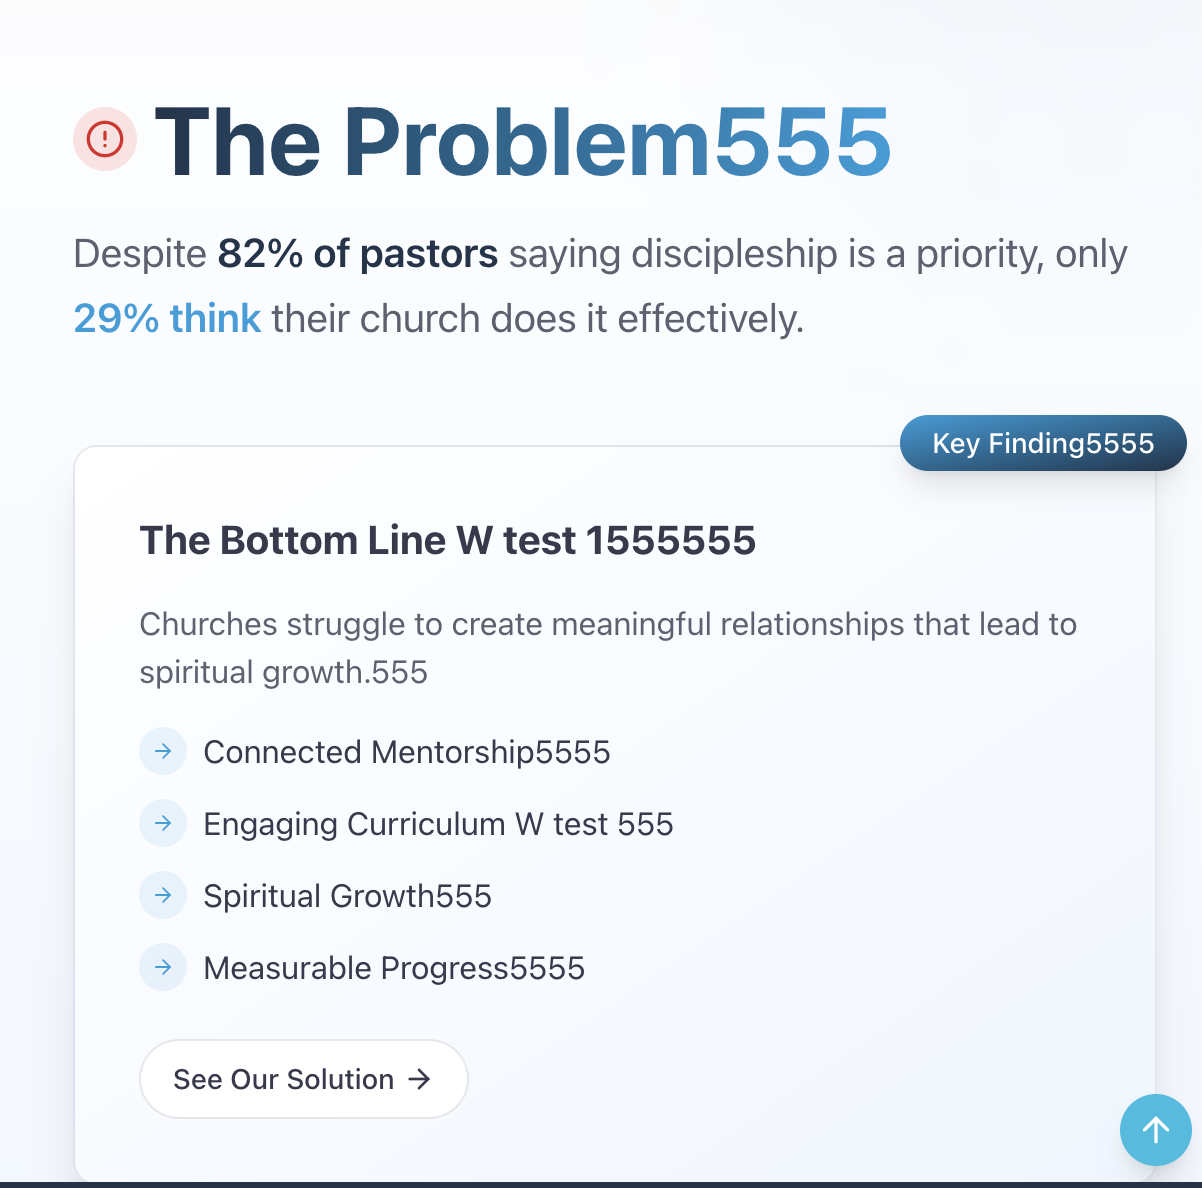 The Problem555
Despite 82% of pastors saying discipleship is a priority, only
29% think their church does it effectively.
Key Finding5555
The Bottom Line W test 1555555
Churches struggle to create meaningful relationships that lead to
spiritual growth.555
Connected Mentorship5555
Engaging Curriculum W test 555
Spiritual Growth555
Measurable Progress5555
See Our Solution →